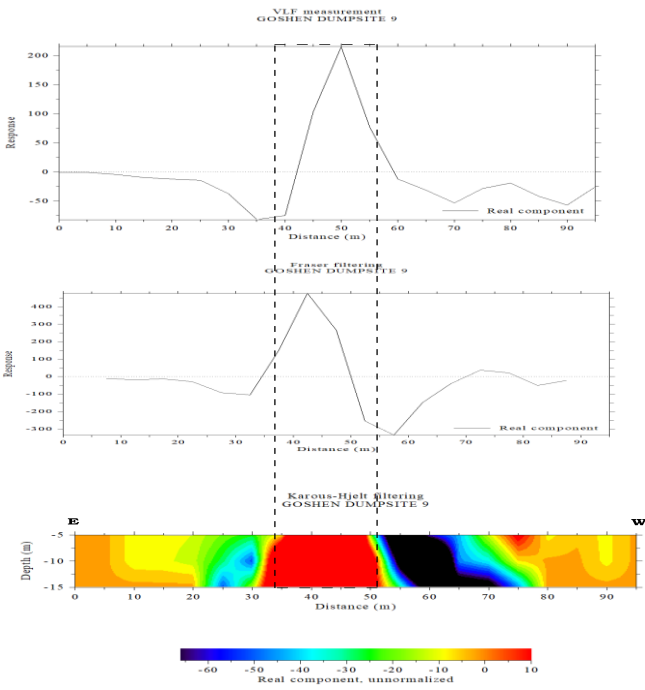 VLF measurement
GOSHEN DUMPSITE 9
200
150
100
50
0
-50
Response
Real component
0 10 20 30 40 50 60 70 80 90
Distance (m)
Fraser filtering
GOSHEN DUMPSITE 9
400
300
200
100
0
-100
-200
-300
Response
Real component
0 10 20 30 40 50 60 70 80 90
Distance (m)
Karous-Hjelt filtering
GOSHEN DUMPSITE 9
E W
-5
-10
-15
Depth (m)
0 10 20 30 40 50 60 70 80 90
Distance (m)
-60 -50 -40 -30 -20 -10 0 10
Real component, unnormalized